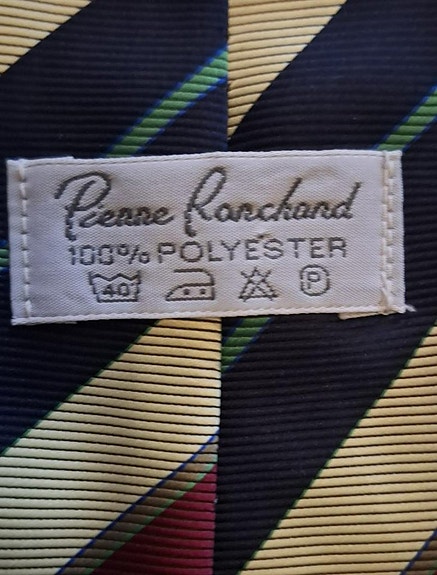 Pierre Ranchand
100% POLYESTER
40 P